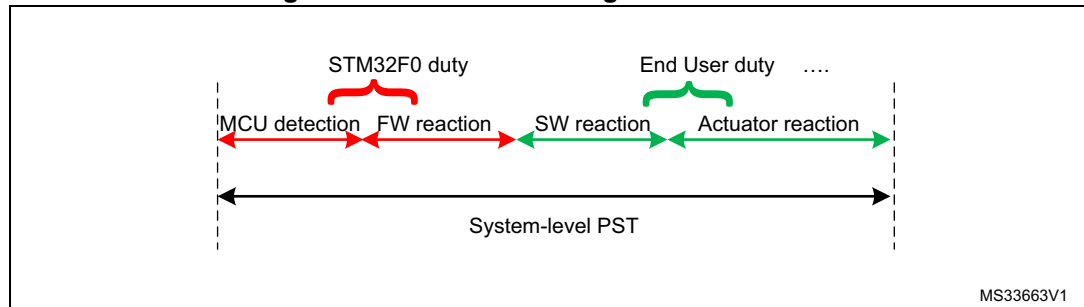 STM32F0 duty End User duty ….
MCU detection FW reaction SW reaction Actuator reaction
System-level PST
MS33663V1